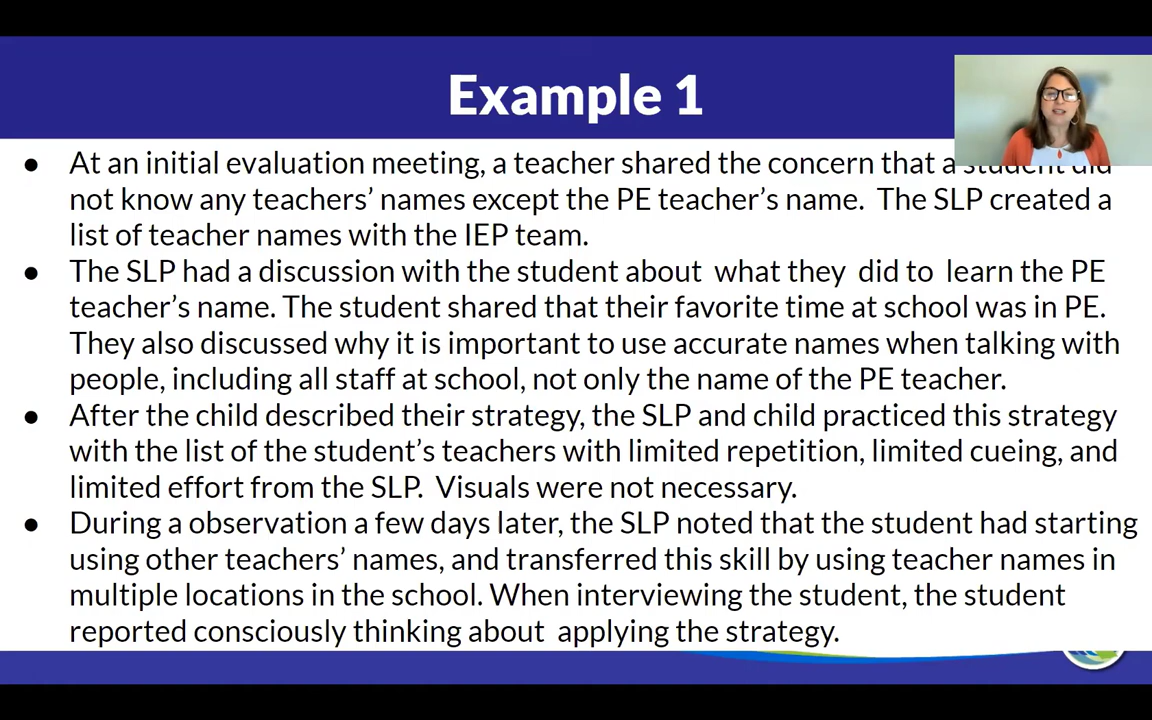 Example 1
● At an initial evaluation meeting, a teacher shared the concern that a student did
not know any teachers’ names except the PE teacher’s name.  The SLP created a
list of teacher names with the IEP team.
● The SLP had a discussion with the student about  what they  did to  learn the PE
teacher’s name. The student shared that their favorite time at school was in PE.
They also discussed why it is important to use accurate names when talking with
people, including all staff at school, not only the name of the PE teacher.
● After the child described their strategy, the SLP and child practiced this strategy
with the list of the student’s teachers with limited repetition, limited cueing, and
limited effort from the SLP.  Visuals were not necessary.
● During a observation a few days later, the SLP noted that the student had starting
using other teachers’ names, and transferred this skill by using teacher names in
multiple locations in the school. When interviewing the student, the student
reported consciously thinking about  applying the strategy.